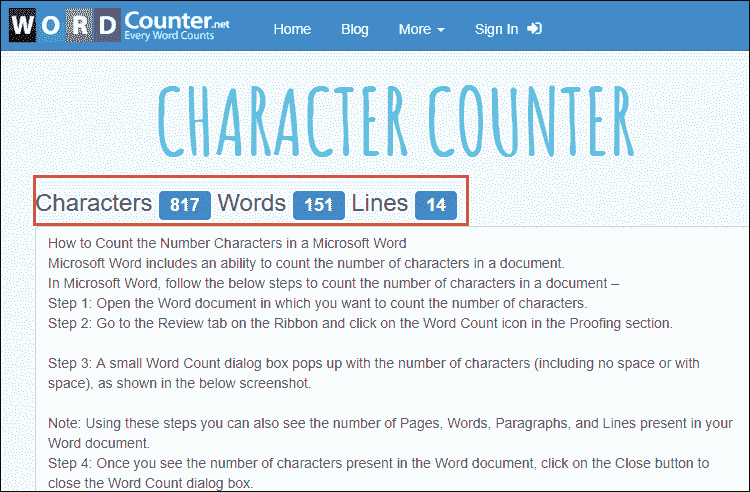 WORD Counter.net
Every Word Counts
Home Blog More Sign In
CHARACTER COUNTER
Characters 817 Words 151 Lines 14
How to Count the Number Characters in a Microsoft Word
Microsoft Word includes an ability to count the number of characters in a document.
In Microsoft Word, follow the below steps to count the number of characters in a document –
Step 1: Open the Word document in which you want to count the number of characters.
Step 2: Go to the Review tab on the Ribbon and click on the Word Count icon in the Proofing section.
Step 3: A small Word Count dialog box pops up with the number of characters (including no space or with
space), as shown in the below screenshot.
Note: Using these steps you can also see the number of Pages, Words, Paragraphs, and Lines present in your
Word document.
Step 4: Once you see the number of characters present in the Word document, click on the Close button to
close the Word Count dialog box.